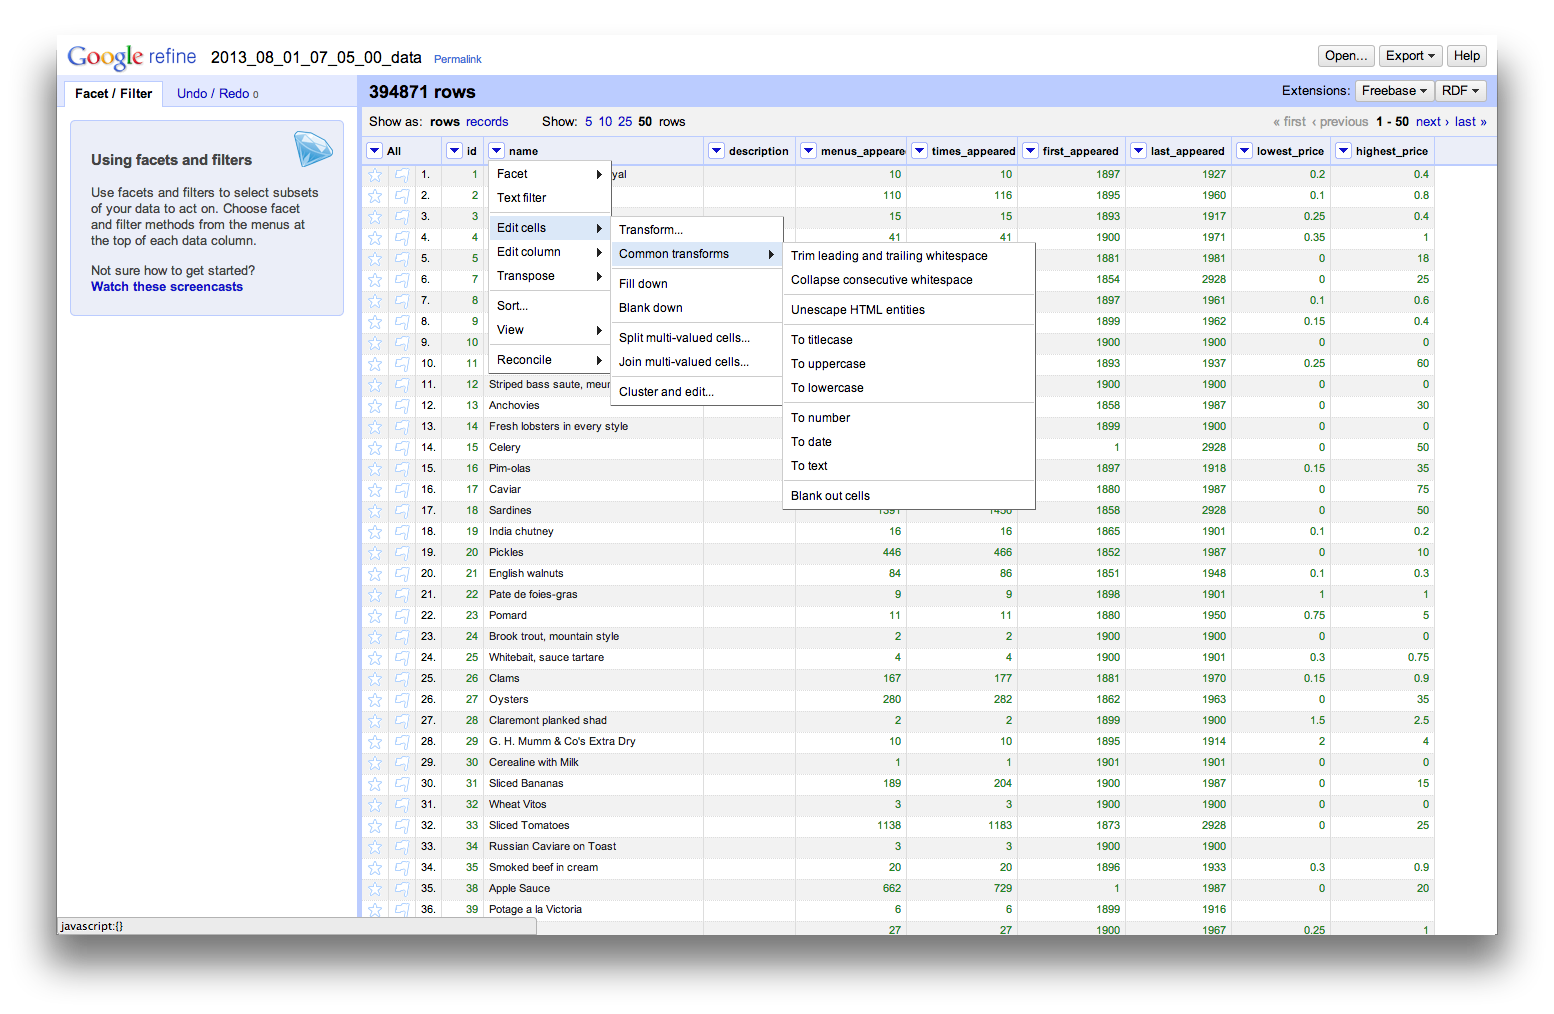 Google refine 2013_08_01_07_05_00_data Permalink Open... Export Help
Facet / Filter Undo / Redo 0 394871 rows Extensions: Freebase RDF
Show as: rows records Show: 5 10 25 50 rows « first ‹ previous 1 - 50 next › last »
All id name description menus_appeare times_appeared first_appeared last_appeared lowest_price highest_price
Using facets and filters
Use facets and filters to select subsets
of your data to act on. Choose facet
and filter methods from the menus at
the top of each data column.
Not sure how to get started?
Watch these screencasts
Facet
Text filter
Edit cells
Edit column
Transpose
Sort...
View
Reconcile
Transform...
Common transforms
Fill down
Blank down
Split multi-valued cells...
Join multi-valued cells...
Cluster and edit...
Trim leading and trailing whitespace
Collapse consecutive whitespace
Unescape HTML entities
To titlecase
To uppercase
To lowercase
To number
To date
To text
Blank out cells
1. 1 yal 10 10 1897 1927 0.2 0.4
2. 2 110 116 1895 1960 0.1 0.8
3. 3 15 15 1893 1917 0.25 0.4
4. 4 41 41 1900 1971 0.35 1
5. 5 1881 1981 0 18
6. 7 1854 2928 0 25
7. 8 1897 1961 0.1 0.6
8. 9 1899 1962 0.15 0.4
9. 10 1900 1900 0 0
10. 11 1893 1937 0.25 60
11. 12 Striped bass saute, meur 1900 1900 0 0
12. 13 Anchovies 1858 1987 0 30
13. 14 Fresh lobsters in every style 1899 1900 0 0
14. 15 Celery 1 2928 0 50
15. 16 Pim-olas 1897 1918 0.15 35
16. 17 Caviar 1880 1987 0 75
17. 18 Sardines 1391 1450 1858 2928 0 50
18. 19 India chutney 16 16 1865 1901 0.1 0.2
19. 20 Pickles 446 466 1852 1987 0 10
20. 21 English walnuts 84 86 1851 1948 0.1 0.3
21. 22 Pate de foies-gras 9 9 1898 1901 1 1
22. 23 Pomard 11 11 1880 1950 0.75 5
23. 24 Brook trout, mountain style 2 2 1900 1900 0 0
24. 25 Whitebait, sauce tartare 4 4 1900 1901 0.3 0.75
25. 26 Clams 167 177 1881 1970 0.15 0.9
26. 27 Oysters 280 282 1862 1963 0 35
27. 28 Claremont planked shad 2 2 1899 1900 1.5 2.5
28. 29 G. H. Mumm & Co's Extra Dry 10 10 1895 1914 2 4
29. 30 Cerealine with Milk 1 1 1901 1901 0 0
30. 31 Sliced Bananas 189 204 1900 1987 0 15
31. 32 Wheat Vitos 3 3 1900 1900 0 0
32. 33 Sliced Tomatoes 1138 1183 1873 2928 0 25
33. 34 Russian Caviare on Toast 3 3 1900 1900
34. 35 Smoked beef in cream 20 20 1896 1933 0.3 0.9
35. 38 Apple Sauce 662 729 1 1987 0 20
36. 39 Potage a la Victoria 6 6 1899 1916
27 27 1900 1967 0.25 1
javascript:{}